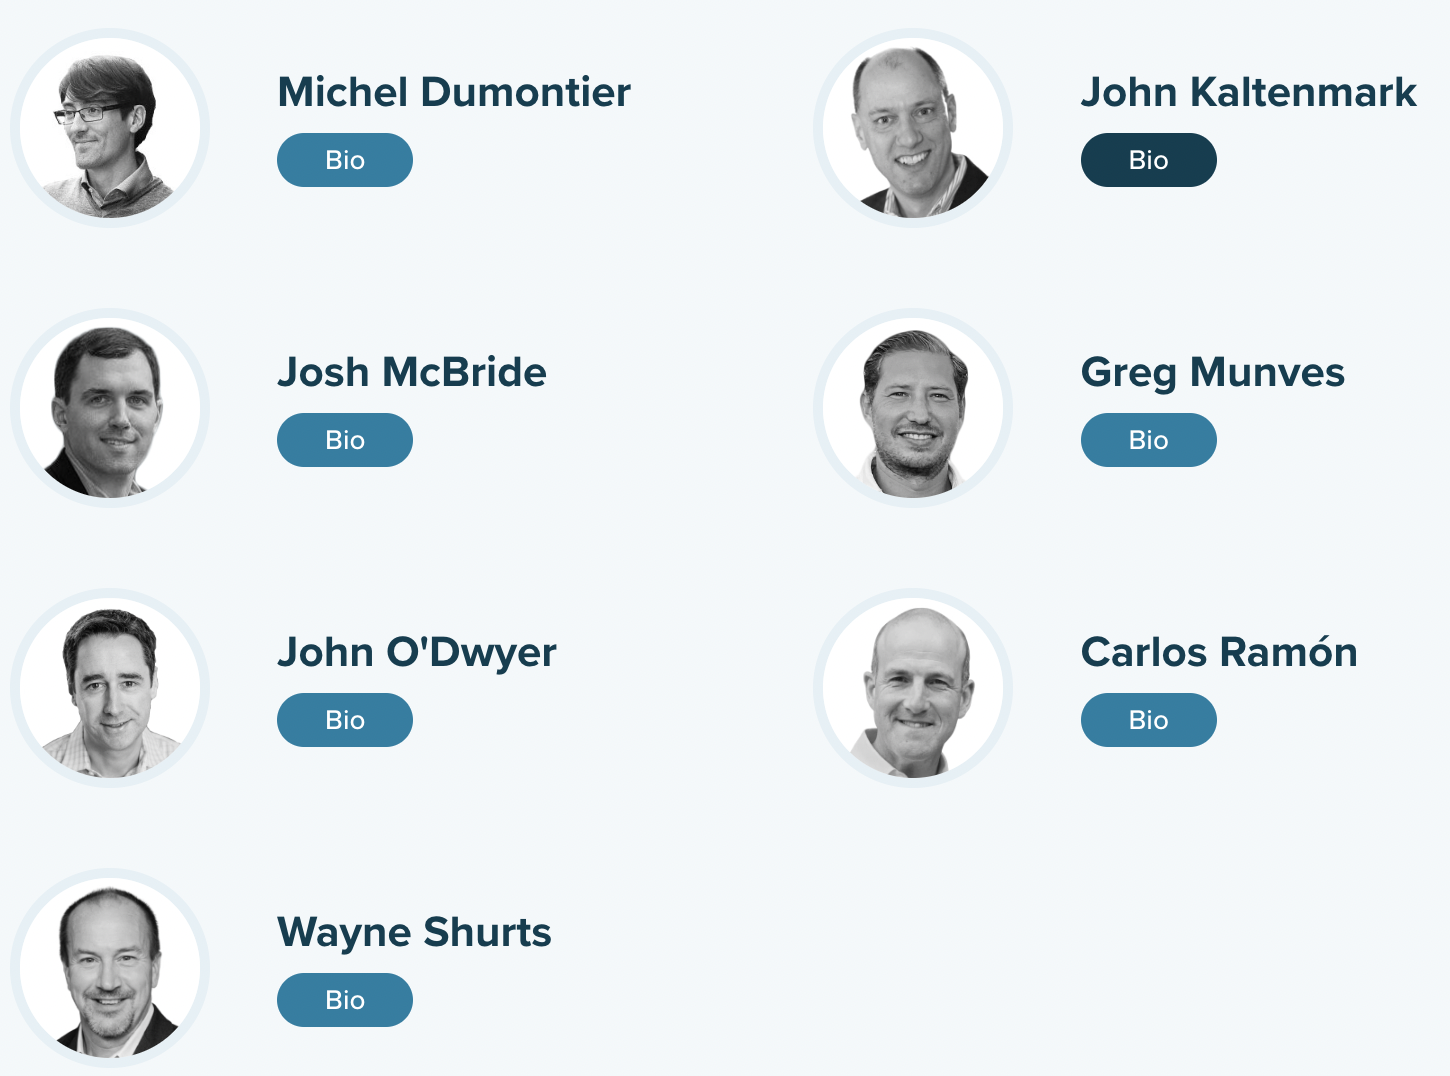 Michel Dumontier
Bio
John Kaltenmark
Bio
Josh McBride
Bio
Greg Munves
Bio
John O'Dwyer
Bio
Carlos Ramón
Bio
Wayne Shurts
Bio